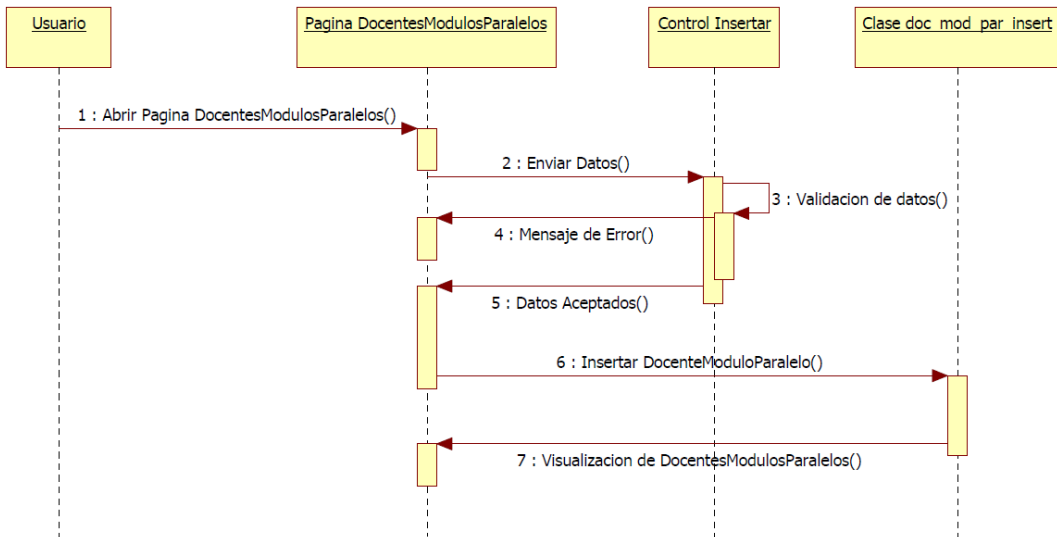 Usuario
Pagina DocentesModulosParalelos
Control Insertar
Clase doc_mod_par_insert
1 : Abrir Pagina DocentesModulosParalelos()
2 : Enviar Datos()
3 : Validacion de datos()
4 : Mensaje de Error()
5 : Datos Aceptados()
6 : Insertar DocenteModuloParalelo()
7 : Visualizacion de DocentesModulosParalelos()